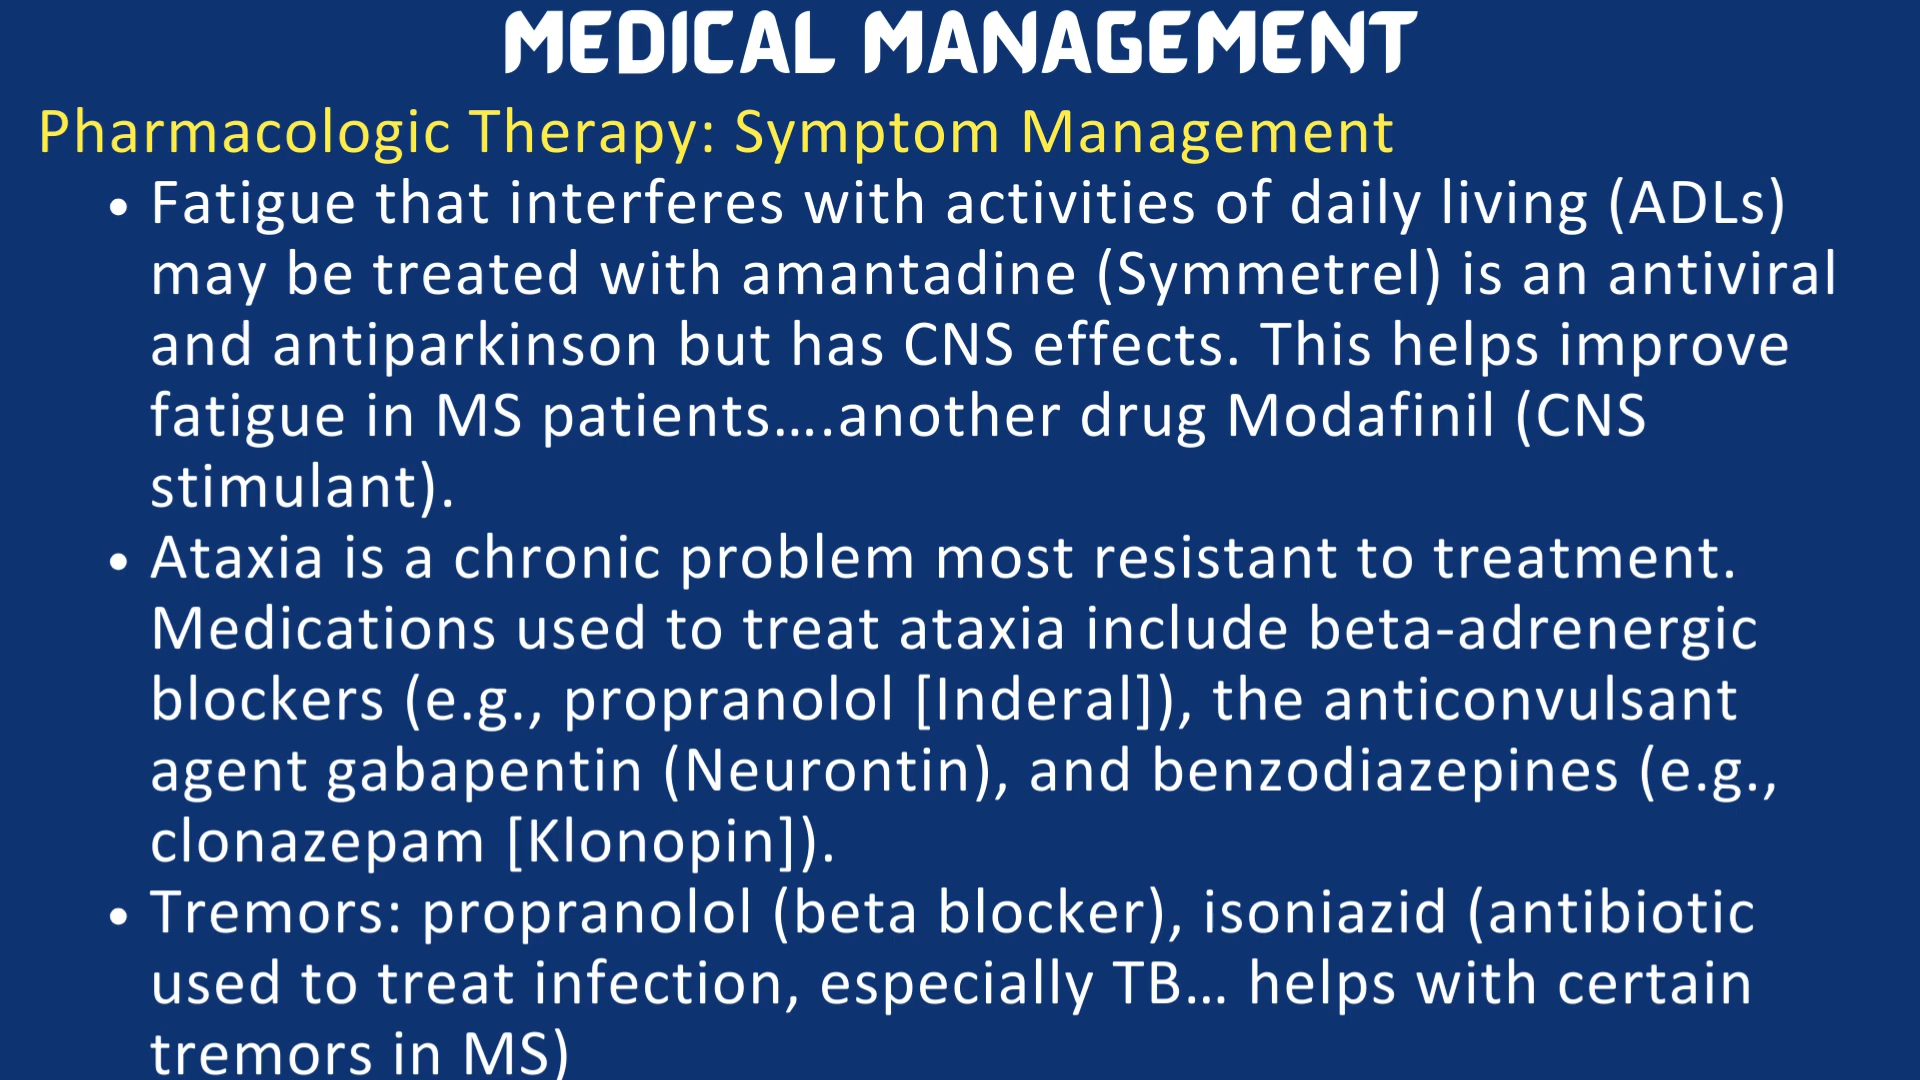 MEDICAL MANAGEMENT
Pharmacologic Therapy: Symptom Management
• Fatigue that interferes with activities of daily living (ADLs)
may be treated with amantadine (Symmetrel) is an antiviral
and antiparkinson but has CNS effects. This helps improve
fatigue in MS patients….another drug Modafinil (CNS
stimulant).
• Ataxia is a chronic problem most resistant to treatment.
Medications used to treat ataxia include beta-adrenergic
blockers (e.g., propranolol [Inderal]), the anticonvulsant
agent gabapentin (Neurontin), and benzodiazepines (e.g.,
clonazepam [Klonopin]).
• Tremors: propranolol (beta blocker), isoniazid (antibiotic
used to treat infection, especially TB… helps with certain
tremors in MS)